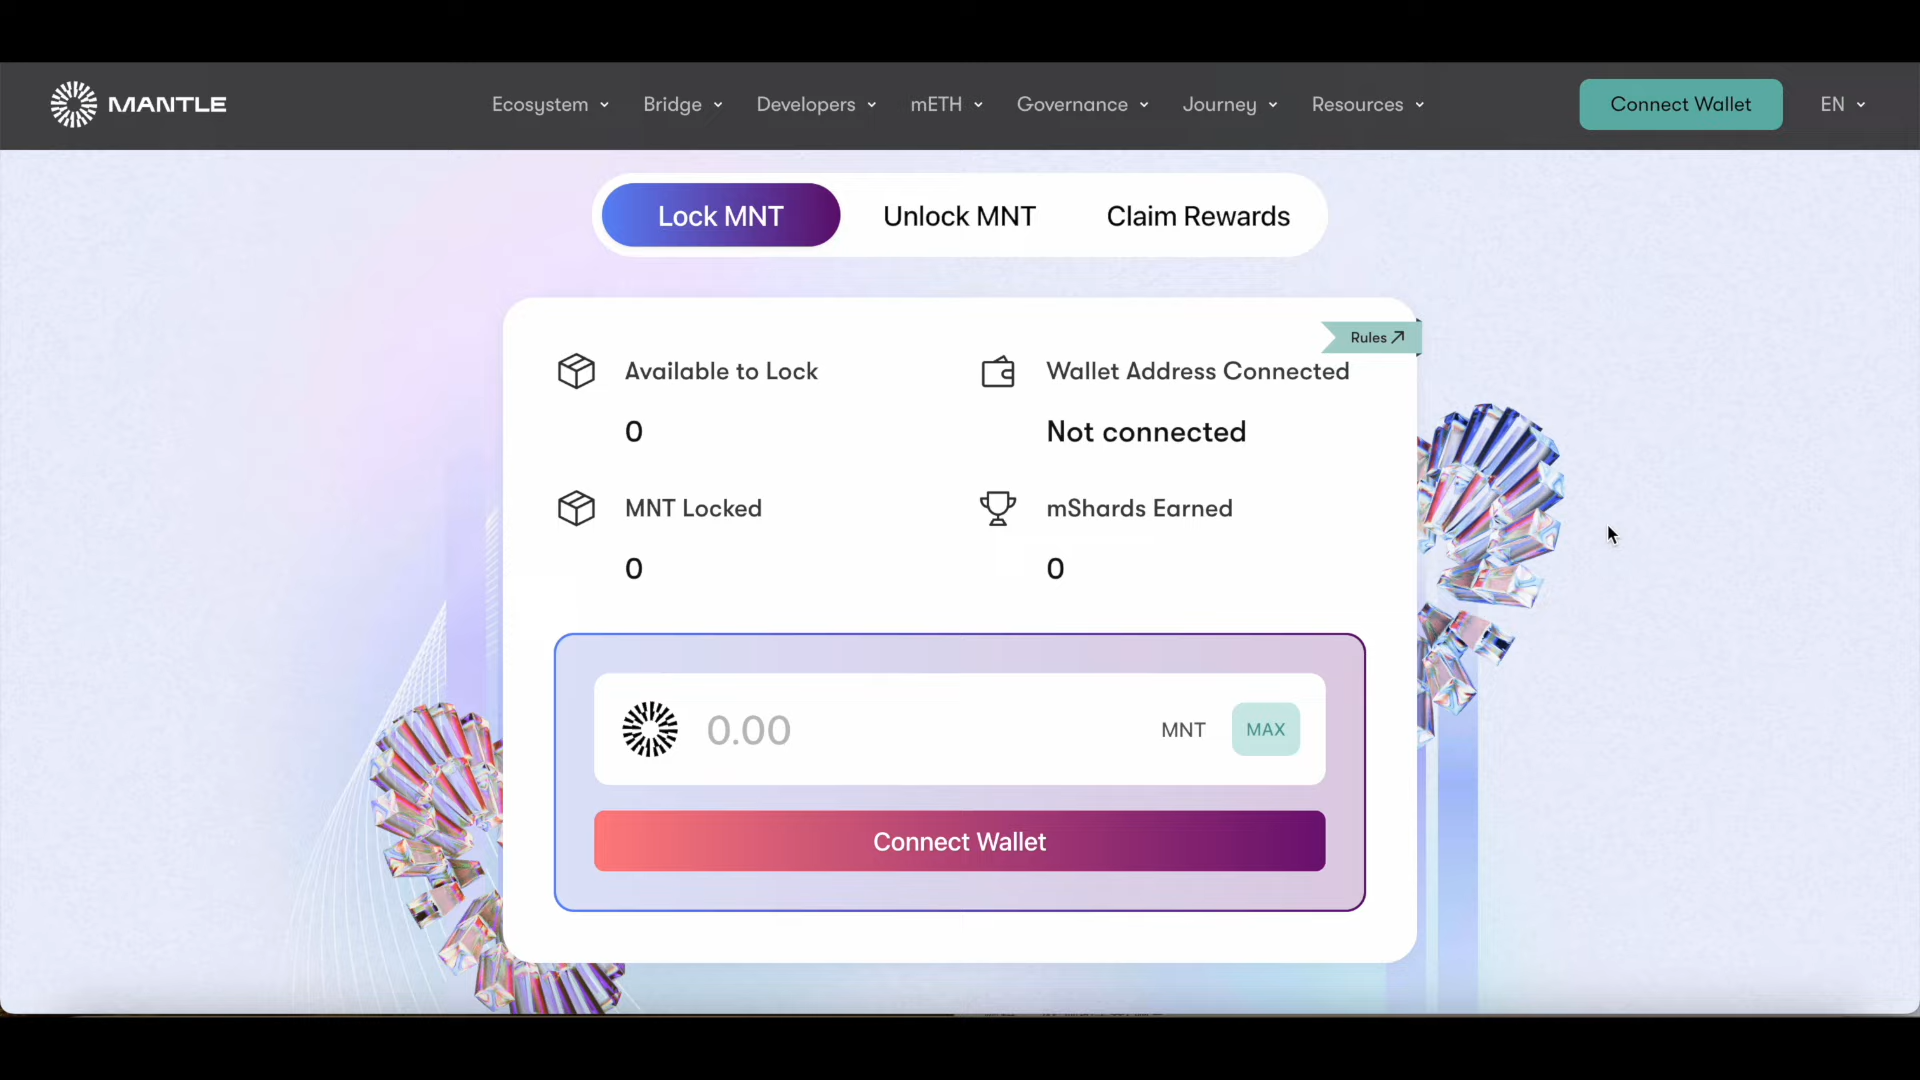 MANTLE
Ecosystem
Bridge
Developers
mETH
Governance
Journey
Resources
Connect Wallet
EN
Lock MNT
Unlock MNT
Claim Rewards
Rules
Available to Lock
0
Wallet Address Connected
Not connected
MNT Locked
0
mShards Earned
0
0.00
MNT
MAX
Connect Wallet